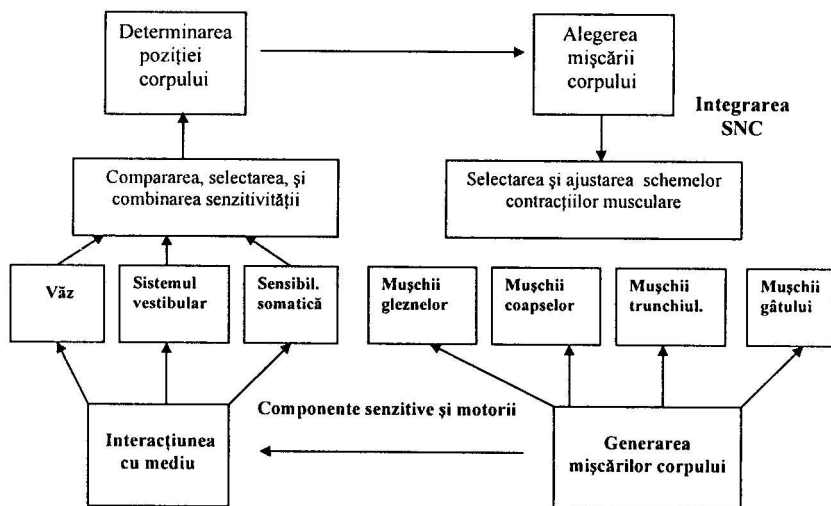 Determinarea
poziției
corpului
Alegerea
mișcării
corpului
Integrarea
SNC
Compararea, selectarea, și
combinarea senzitivității
Selectarea și ajustarea schemelor
contracțiilor musculare
Văz
Sistemul
vestibular
Sensibil.
somatică
Mușchii
gleznelor
Mușchii
coapselor
Mușchii
trunchiul.
Mușchii
gâtului
Componente senzitive și motorii
Interacțiunea
cu mediu
Generarea
mișcărilor corpului